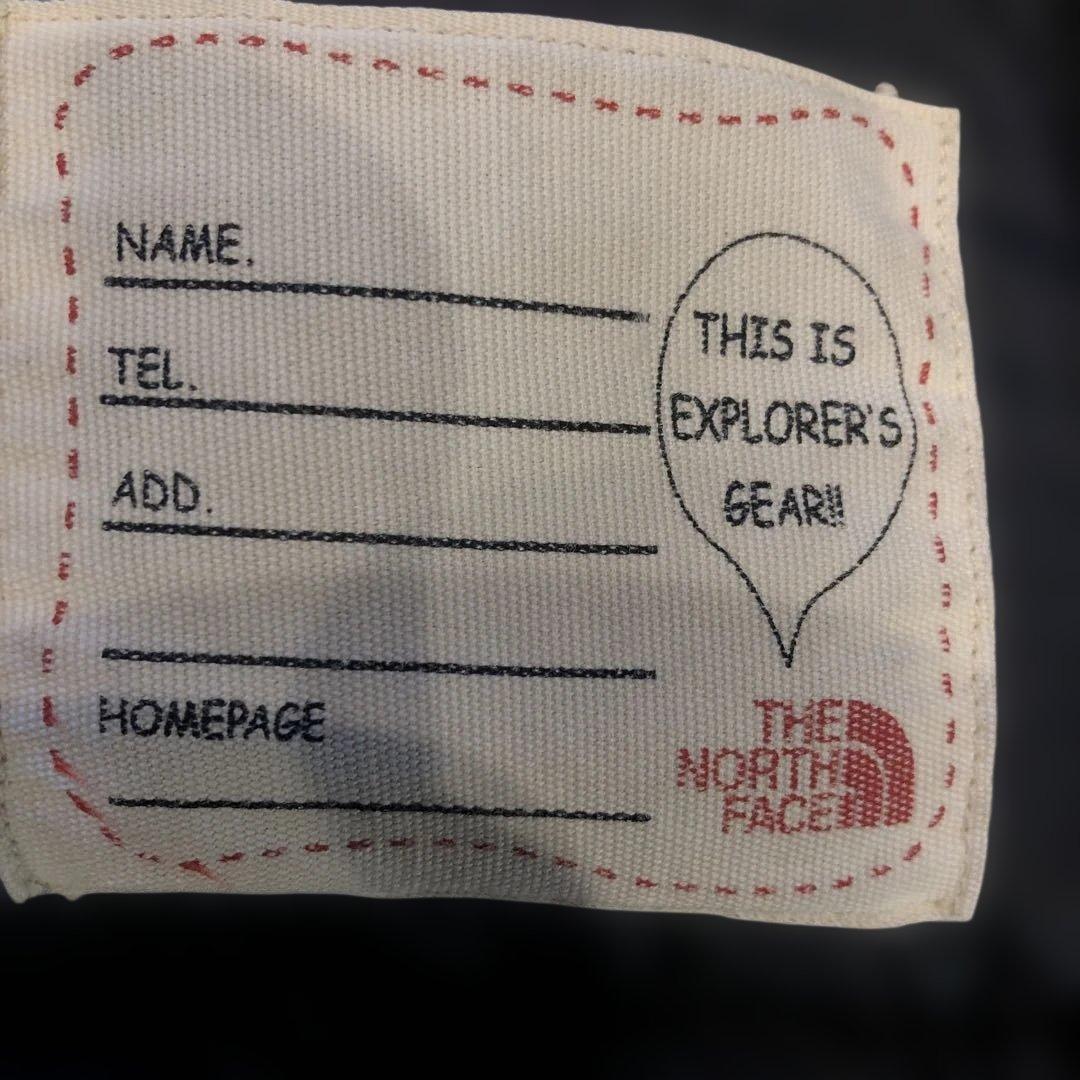 NAME.
TEL.
ADD.
HOMEPAGE
THIS IS
EXPLORER'S
GEAR!!
THE
NORTH
FACE